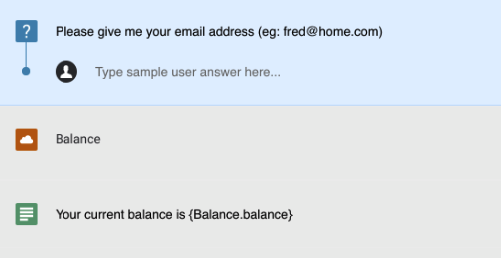 Please give me your email address (eg: fred@home.com)
Type sample user answer here...
Balance
Your current balance is {Balance.balance}